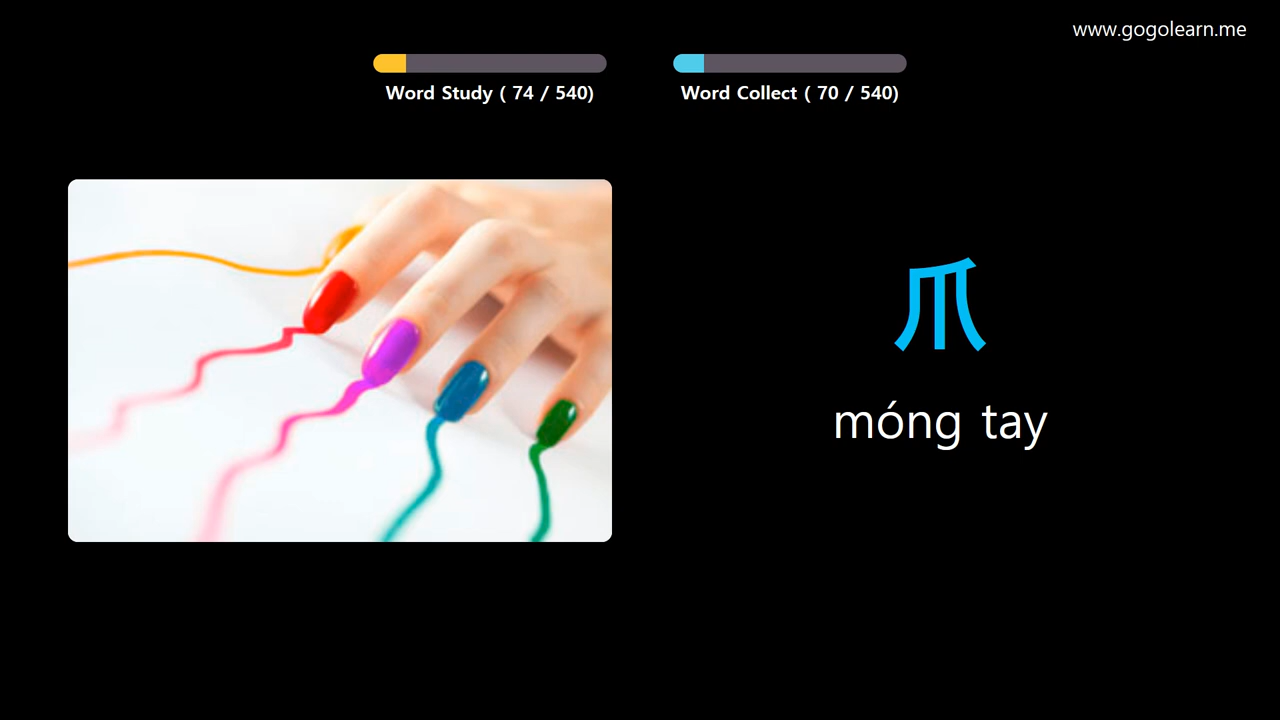 www.gogolearn.me
Word Study ( 74 / 540)
Word Collect ( 70 / 540)
爪
móng tay